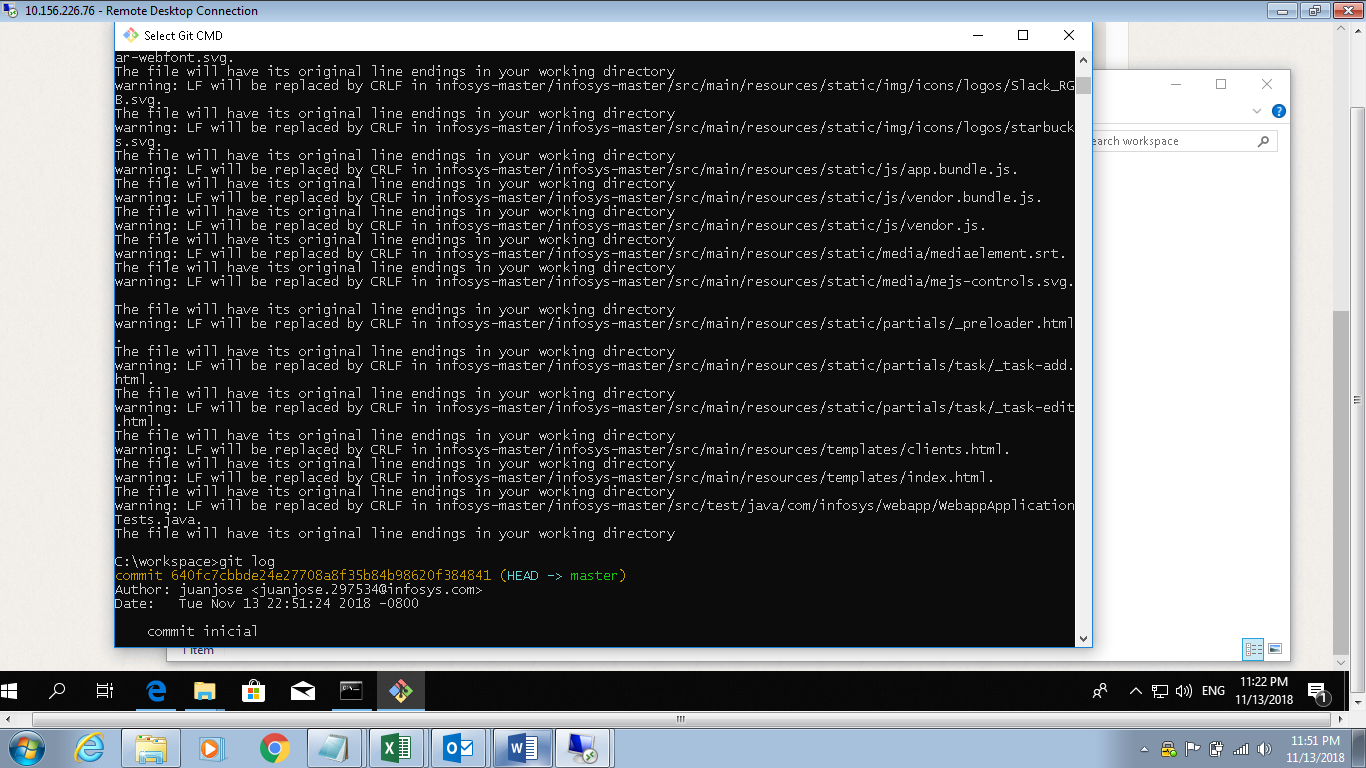 10.156.226.76 - Remote Desktop Connection
Select Git CMD
ar-webfont.svg.
The file will have its original line endings in your working directory
warning: LF will be replaced by CRLF in infosys-master/infosys-master/src/main/resources/static/img/icons/logos/Slack_RG
B.svg.
The file will have its original line endings in your working directory
warning: LF will be replaced by CRLF in infosys-master/infosys-master/src/main/resources/static/img/icons/logos/starbuck
s.svg.
The file will have its original line endings in your working directory
warning: LF will be replaced by CRLF in infosys-master/infosys-master/src/main/resources/static/js/app.bundle.js.
The file will have its original line endings in your working directory
warning: LF will be replaced by CRLF in infosys-master/infosys-master/src/main/resources/static/js/vendor.bundle.js.
The file will have its original line endings in your working directory
warning: LF will be replaced by CRLF in infosys-master/infosys-master/src/main/resources/static/js/vendor.js.
The file will have its original line endings in your working directory
warning: LF will be replaced by CRLF in infosys-master/infosys-master/src/main/resources/static/media/mediaelement.srt.
The file will have its original line endings in your working directory
warning: LF will be replaced by CRLF in infosys-master/infosys-master/src/main/resources/static/media/mejs-controls.svg.
The file will have its original line endings in your working directory
warning: LF will be replaced by CRLF in infosys-master/infosys-master/src/main/resources/static/partials/_preloader.html
.
The file will have its original line endings in your working directory
warning: LF will be replaced by CRLF in infosys-master/infosys-master/src/main/resources/static/partials/task/_task-add.
html.
The file will have its original line endings in your working directory
warning: LF will be replaced by CRLF in infosys-master/infosys-master/src/main/resources/static/partials/task/_task-edit
.html.
The file will have its original line endings in your working directory
warning: LF will be replaced by CRLF in infosys-master/infosys-master/src/main/resources/templates/clients.html.
The file will have its original line endings in your working directory
warning: LF will be replaced by CRLF in infosys-master/infosys-master/src/main/resources/templates/index.html.
The file will have its original line endings in your working directory
warning: LF will be replaced by CRLF in infosys-master/infosys-master/src/test/java/com/infosys/webapp/WebappApplication
Tests.java.
The file will have its original line endings in your working directory
C:\workspace>git log
commit 640fc7cbbde24e27708a8f35b84b98620f384841 (HEAD -> master)
Author: juanjose <juanjose.297534@infosys.com>
Date:   Tue Nov 13 22:51:24 2018 -0800
commit inicial
earch workspace
1 item
ENG
11:22 PM
11/13/2018
1
11:51 PM
11/13/2018